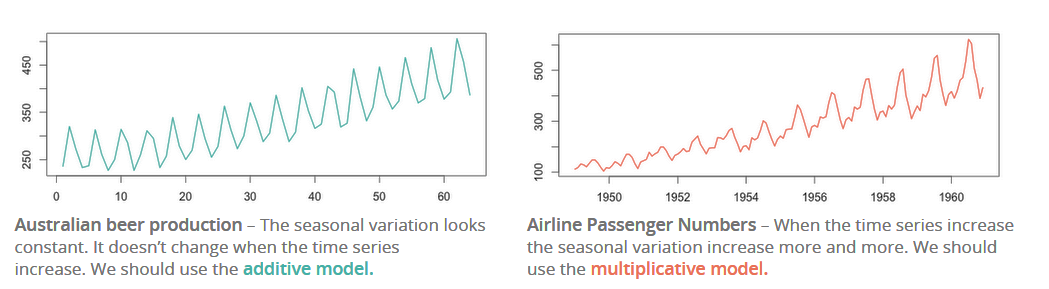 450
350
250
0 10 20 30 40 50 60
Australian beer production – The seasonal variation looks
constant. It doesn’t change when the time series
increase. We should use the additive model.
500
300
100
1950 1952 1954 1956 1958 1960
Airline Passenger Numbers – When the time series increase
the seasonal variation increase more and more. We should
use the multiplicative model.